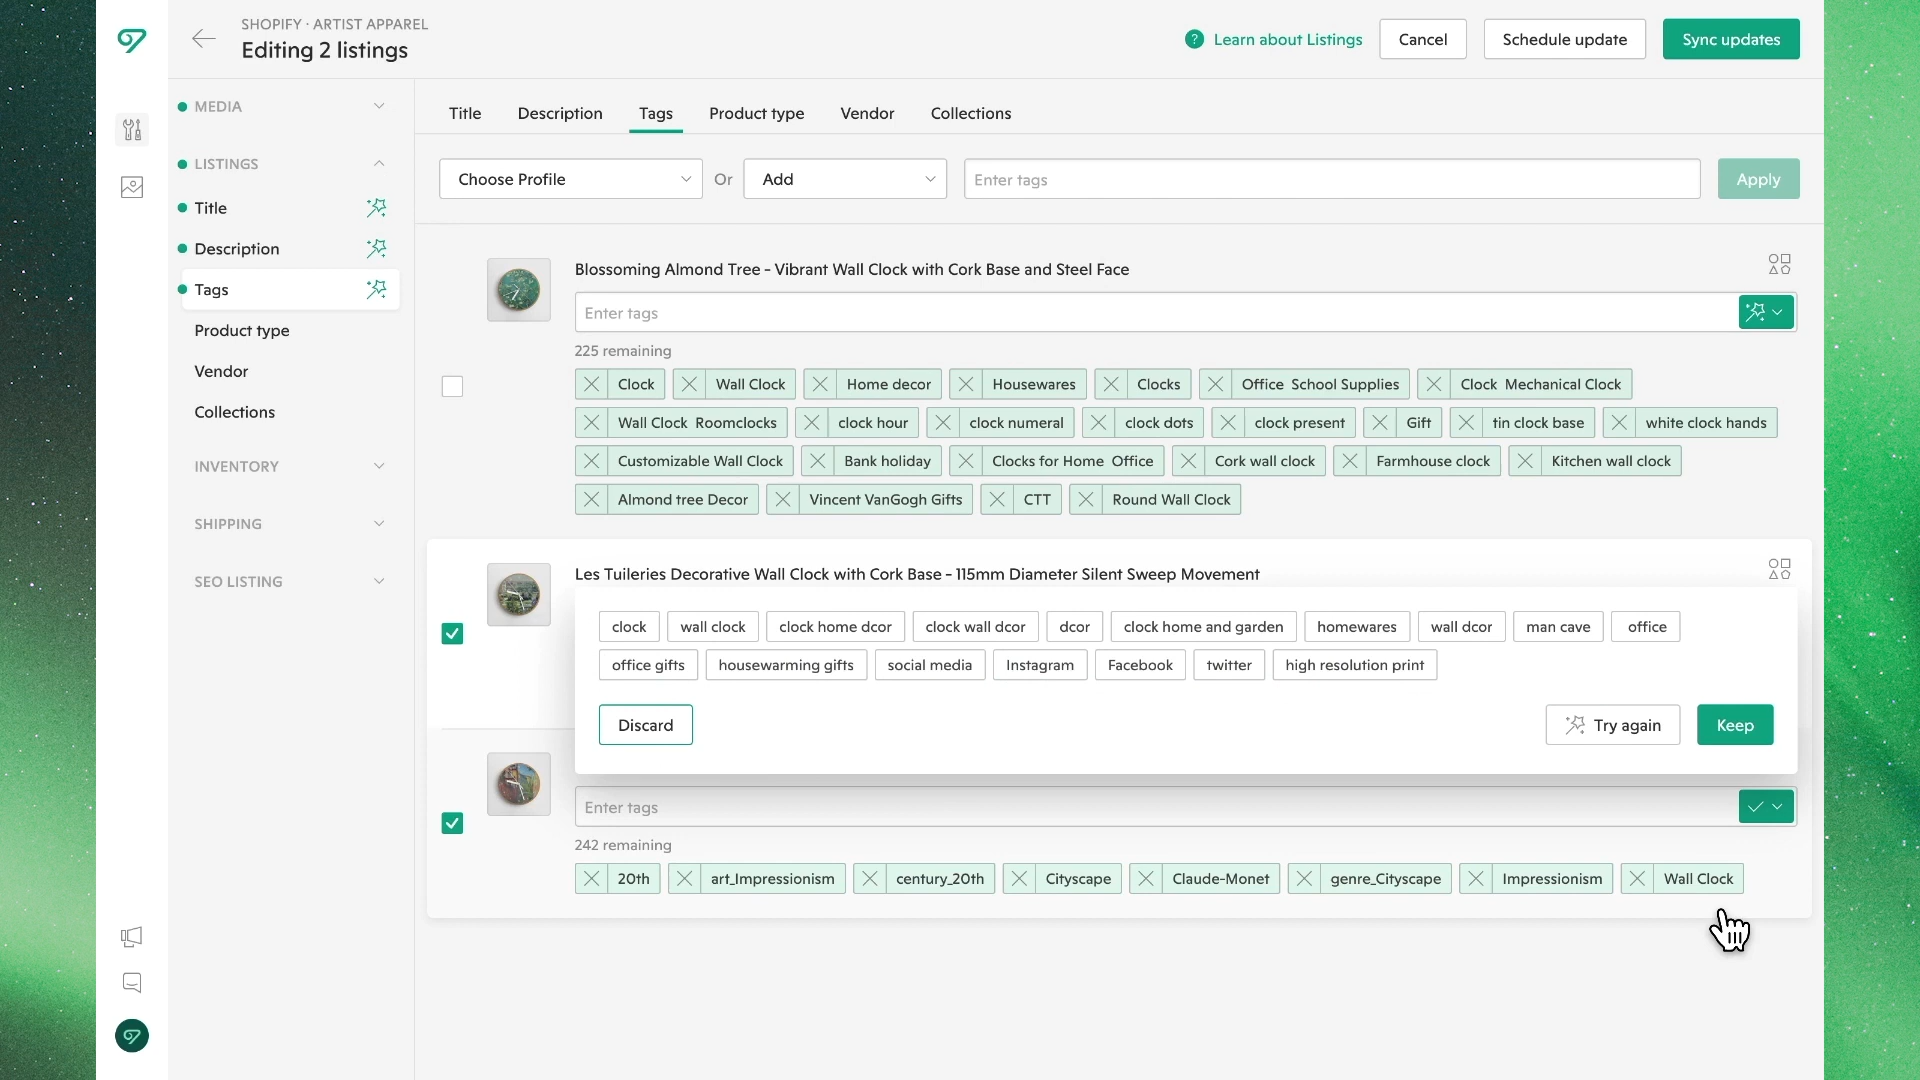 SHOPIFY · ARTIST APPAREL
Editing 2 listings
? Learn about Listings
Cancel
Schedule update
Sync updates
MEDIA
LISTINGS
Title
Description
Tags
Product type
Vendor
Collections
INVENTORY
SHIPPING
SEO LISTING
Title Description Tags Product type Vendor Collections
Choose Profile Or Add Enter tags Apply
Blossoming Almond Tree - Vibrant Wall Clock with Cork Base and Steel Face
Enter tags
225 remaining
Clock Wall Clock Home decor Housewares Clocks Office School Supplies Clock Mechanical Clock
Wall Clock Roomclocks clock hour clock numeral clock dots clock present Gift tin clock base white clock hands
Customizable Wall Clock Bank holiday Clocks for Home Office Cork wall clock Farmhouse clock Kitchen wall clock
Almond tree Decor Vincent VanGogh Gifts CTT Round Wall Clock
Les Tuileries Decorative Wall Clock with Cork Base - 115mm Diameter Silent Sweep Movement
clock wall clock clock home dcor clock wall dcor dcor clock home and garden homewares wall dcor man cave office
office gifts housewarming gifts social media Instagram Facebook twitter high resolution print
Discard Try again Keep
Enter tags
242 remaining
20th art_Impressionism century_20th Cityscape Claude-Monet genre_Cityscape Impressionism Wall Clock